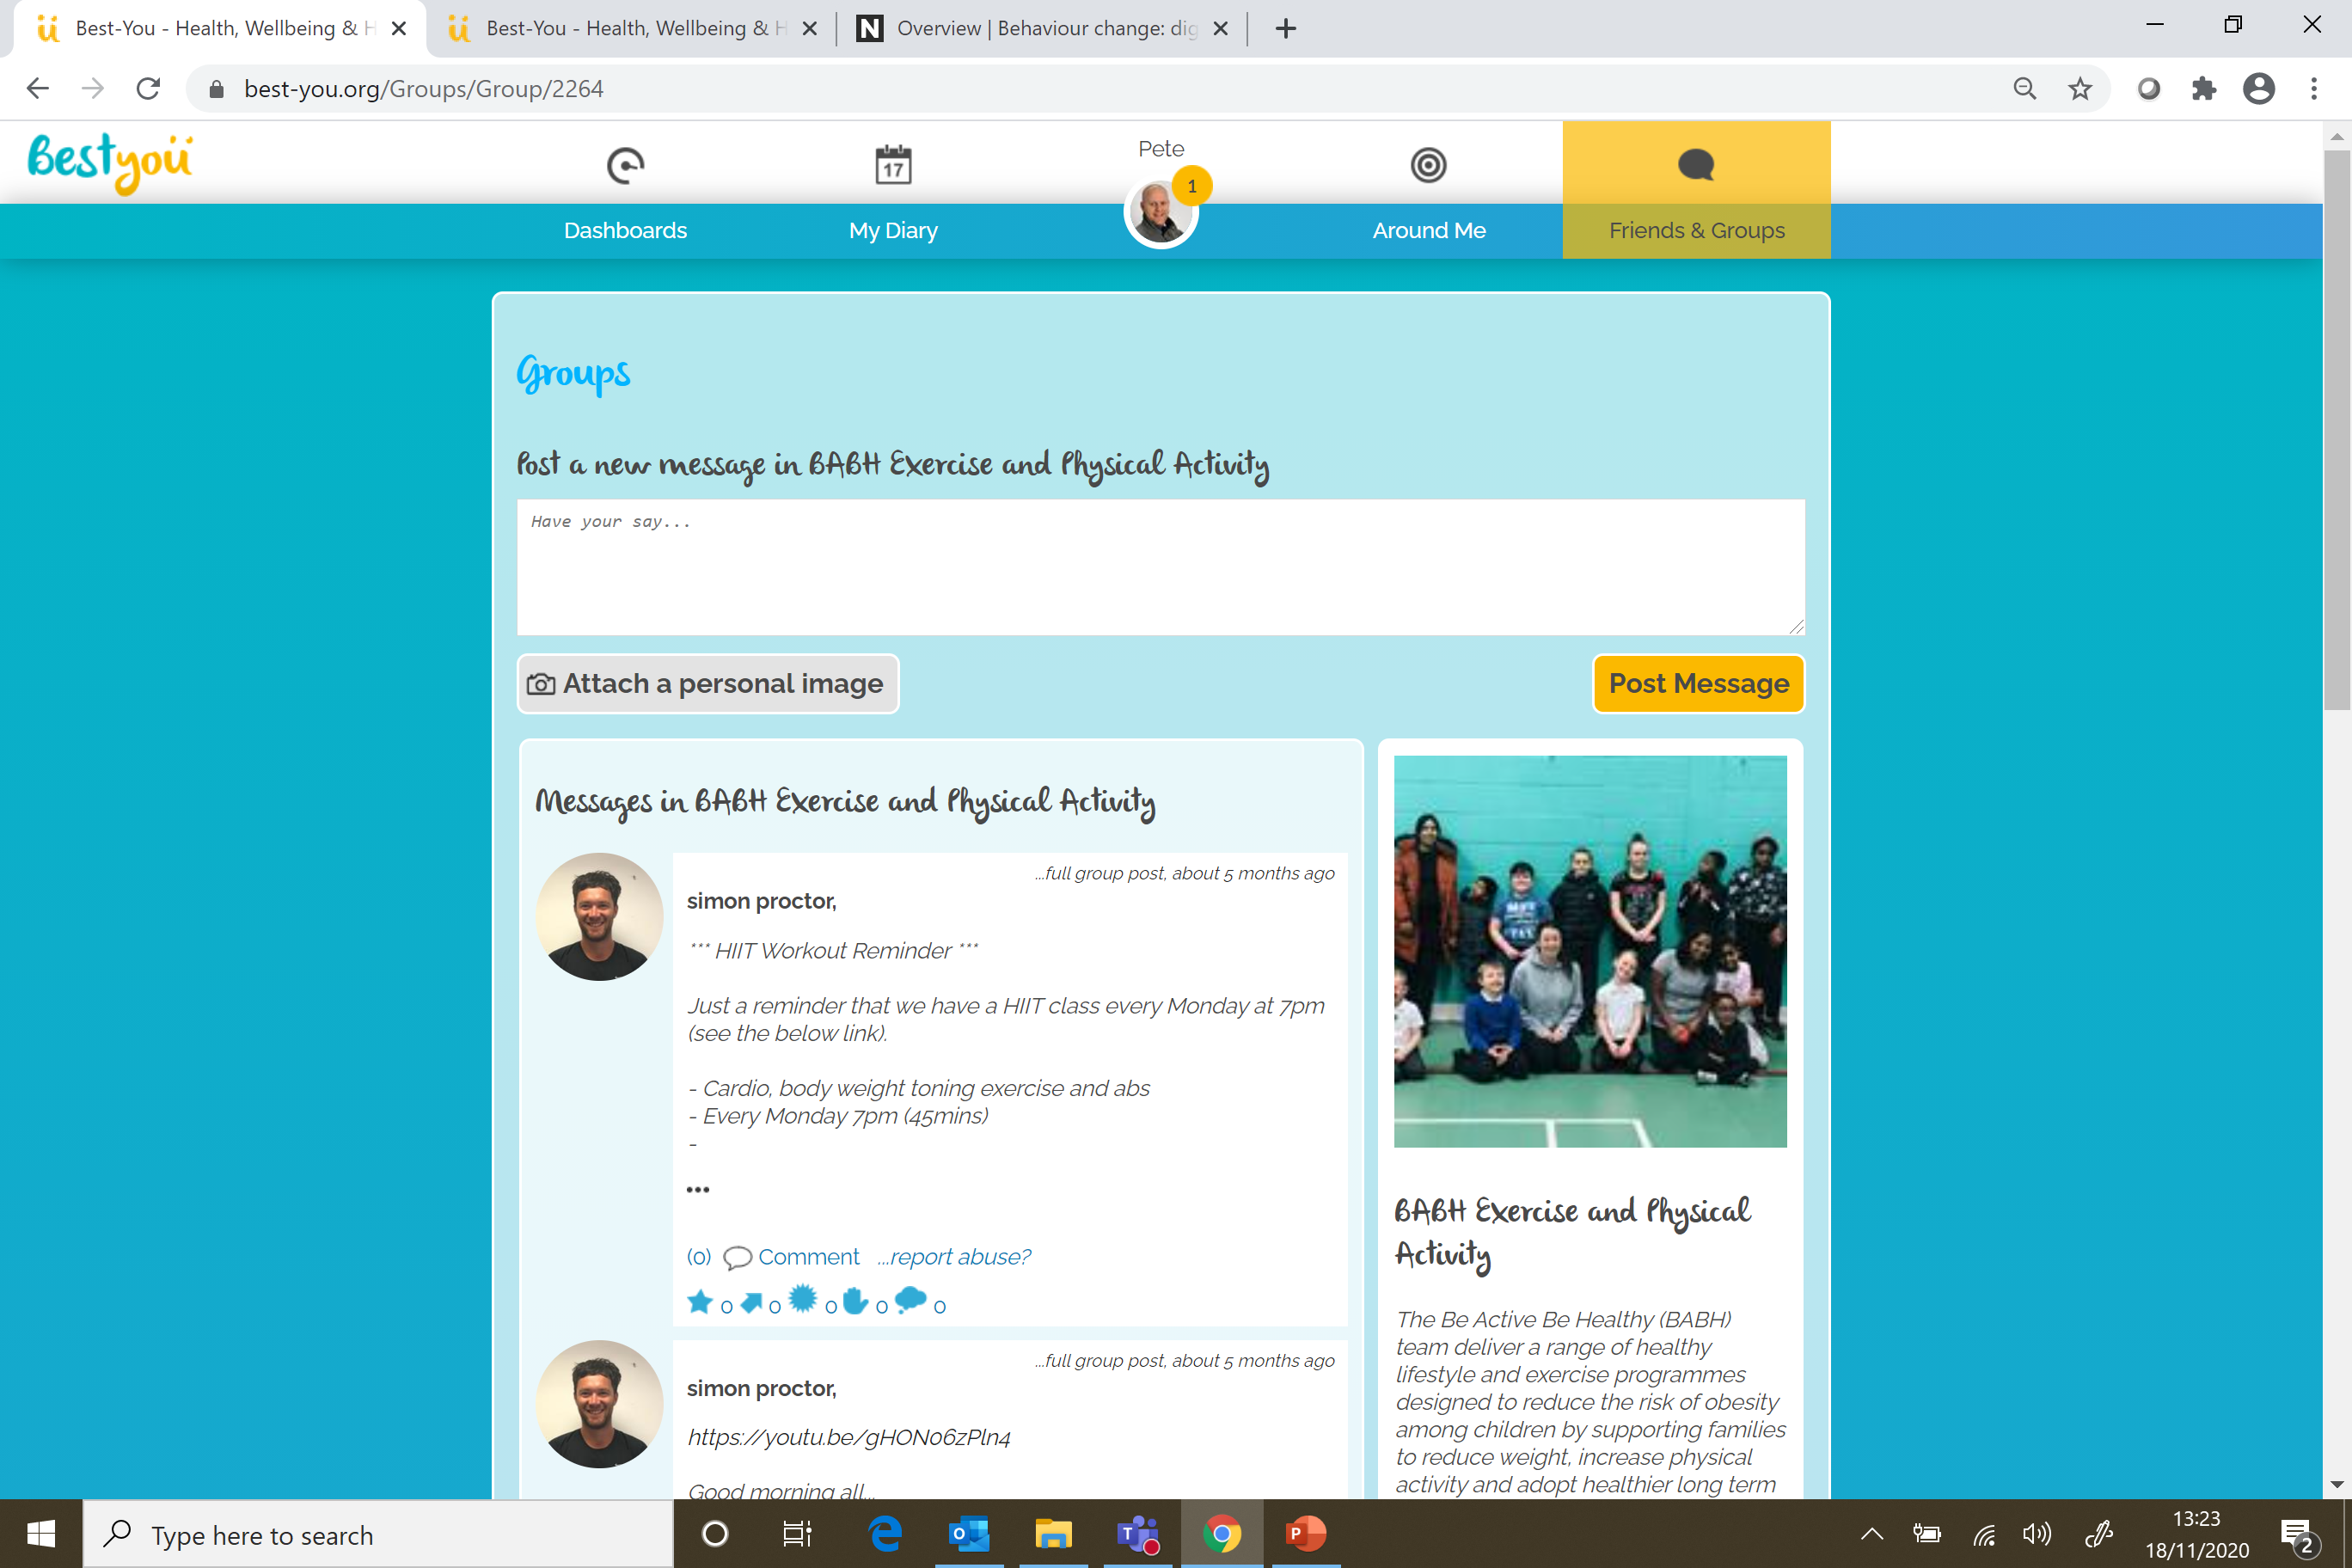 Best-You - Health, Wellbeing & H
Best-You - Health, Wellbeing & H
Overview | Behaviour change: dig
best-you.org/Groups/Group/2264
Bestyou
17
Pete
1
Dashboards
My Diary
Around Me
Friends & Groups
Groups
Post a new message in BABH Exercise and Physical Activity
Have your say...
Attach a personal image
Post Message
Messages in BABH Exercise and Physical Activity
...full group post, about 5 months ago
simon proctor,
*** HIIT Workout Reminder ***
Just a reminder that we have a HIIT class every Monday at 7pm
(see the below link).
- Cardio, body weight toning exercise and abs
- Every Monday 7pm (45mins)
-
•••
(0) Comment ...report abuse?
0 0 0 0 0
...full group post, about 5 months ago
simon proctor,
https://youtu.be/gHON06zPln4
Good morning all...
BABH Exercise and Physical
Activity
The Be Active Be Healthy (BABH)
team deliver a range of healthy
lifestyle and exercise programmes
designed to reduce the risk of obesity
among children by supporting families
to reduce weight, increase physical
activity and adopt healthier long term
Type here to search
13:23
18/11/2020
2